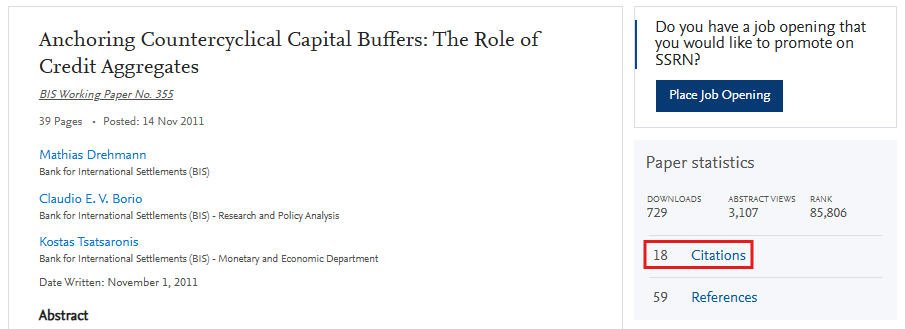 Anchoring Countercyclical Capital Buffers: The Role of
Credit Aggregates
BIS Working Paper No. 355
39 Pages • Posted: 14 Nov 2011
Mathias Drehmann
Bank for International Settlements (BIS)
Claudio E. V. Borio
Bank for International Settlements (BIS) - Research and Policy Analysis
Kostas Tsatsaronis
Bank for International Settlements (BIS) - Monetary and Economic Department
Date Written: November 1, 2011
Abstract
Do you have a job opening that
you would like to promote on
SSRN?
Place Job Opening
Paper statistics
DOWNLOADS ABSTRACT VIEWS RANK
729 3,107 85,806
18 Citations
59 References